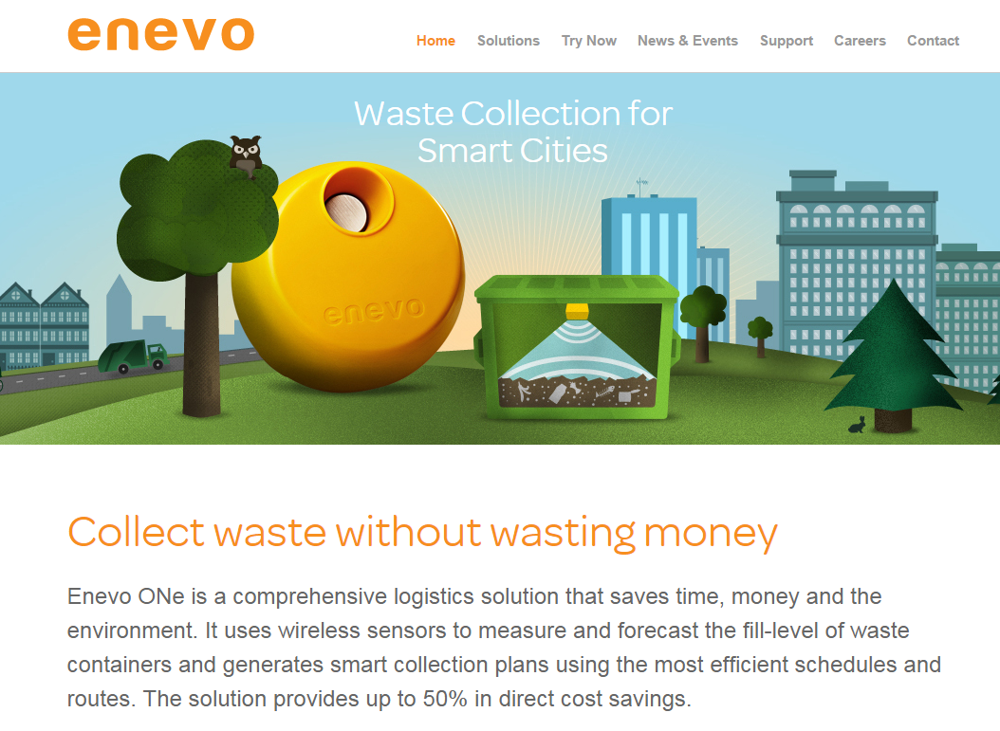 enevo
Home Solutions Try Now News & Events Support Careers Contact
Waste Collection for
Smart Cities
enevo
Collect waste without wasting money
Enevo ONe is a comprehensive logistics solution that saves time, money and the
environment. It uses wireless sensors to measure and forecast the fill-level of waste
containers and generates smart collection plans using the most efficient schedules and
routes. The solution provides up to 50% in direct cost savings.